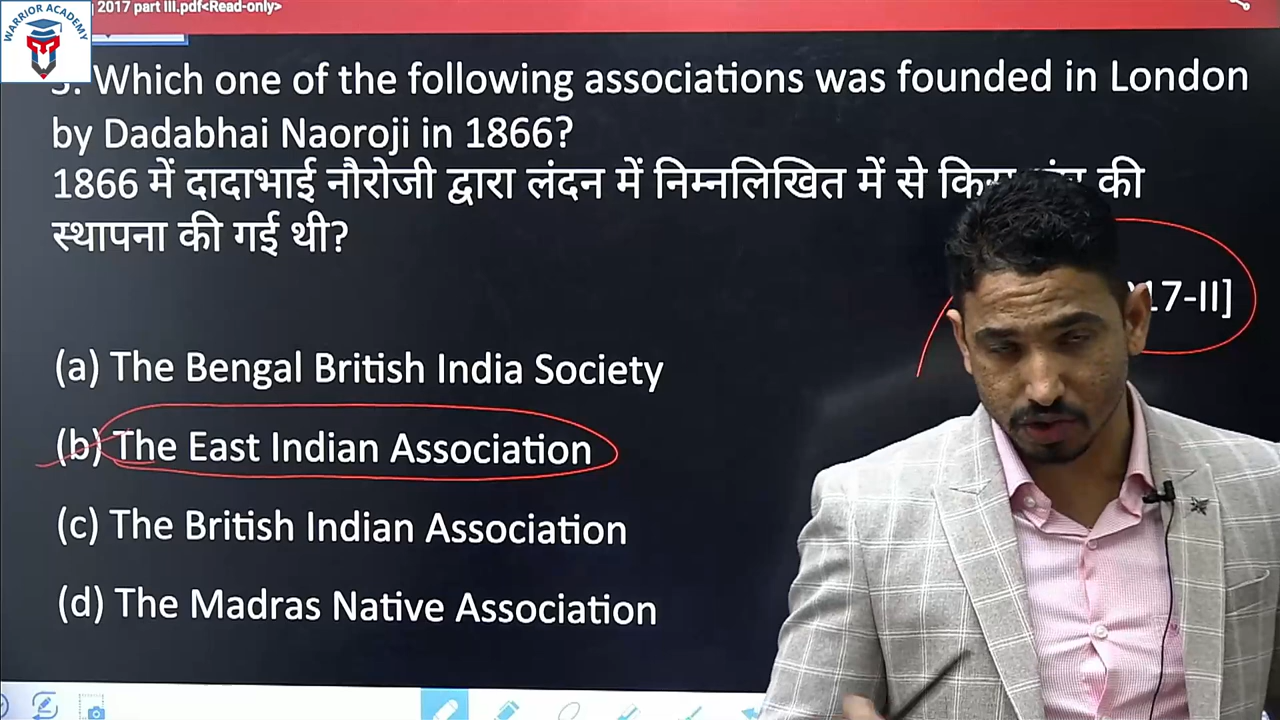 2017 part III.pdf<Read-only>
WARRIOR ACADEMY
Which one of the following associations was founded in London
by Dadabhai Naoroji in 1866?
1866 में दादाभाई नौरोजी द्वारा लंदन में निम्नलिखित में से की
स्थापना की गई थी?
17-II]
(a) The Bengal British India Society
(b) The East Indian Association
(c) The British Indian Association
(d) The Madras Native Association